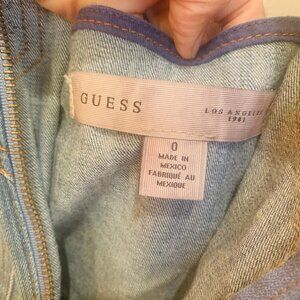 GUESS
LOS ANGELES
1981
0
MADE IN
MEXICO
FABRIQUÉ AU
MEXIQUE